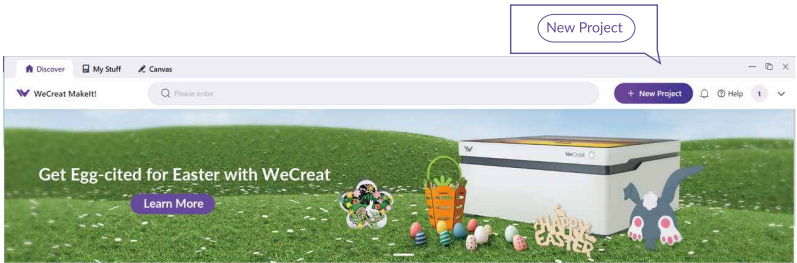 New Project
Discover My Stuff Canvas
WeCreat MakeIt! Please enter + New Project Help t
WeCreat
Get Egg-cited for Easter with WeCreat
Learn More
HAPPY
EASTER